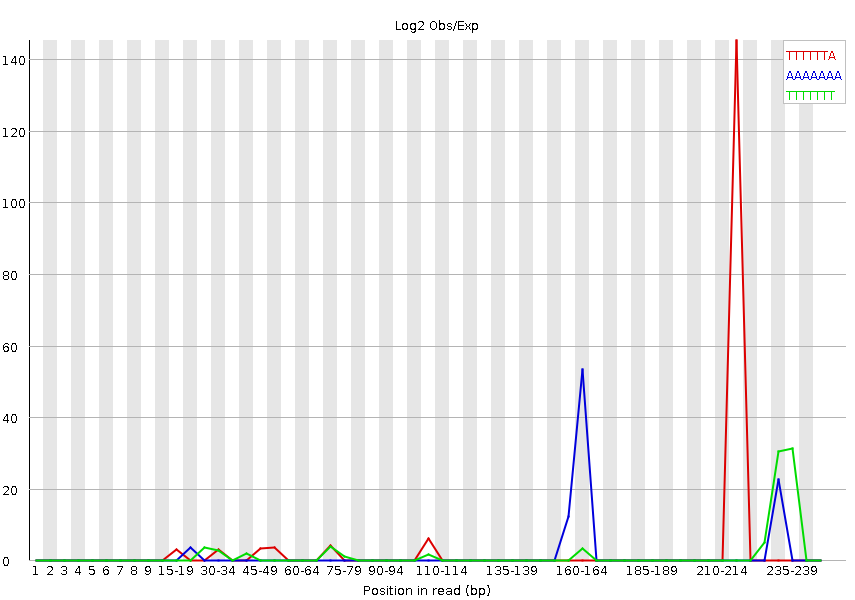 Log2 Obs/Exp
140
120
100
80
60
40
20
0
TTTTTTA
AAAAAAA
TTTTTTT
1 2 3 4 5 6 7 8 9 15-19 30-34 45-49 60-64 75-79 90-94 110-114 135-139 160-164 185-189 210-214 235-239
Position in read (bp)